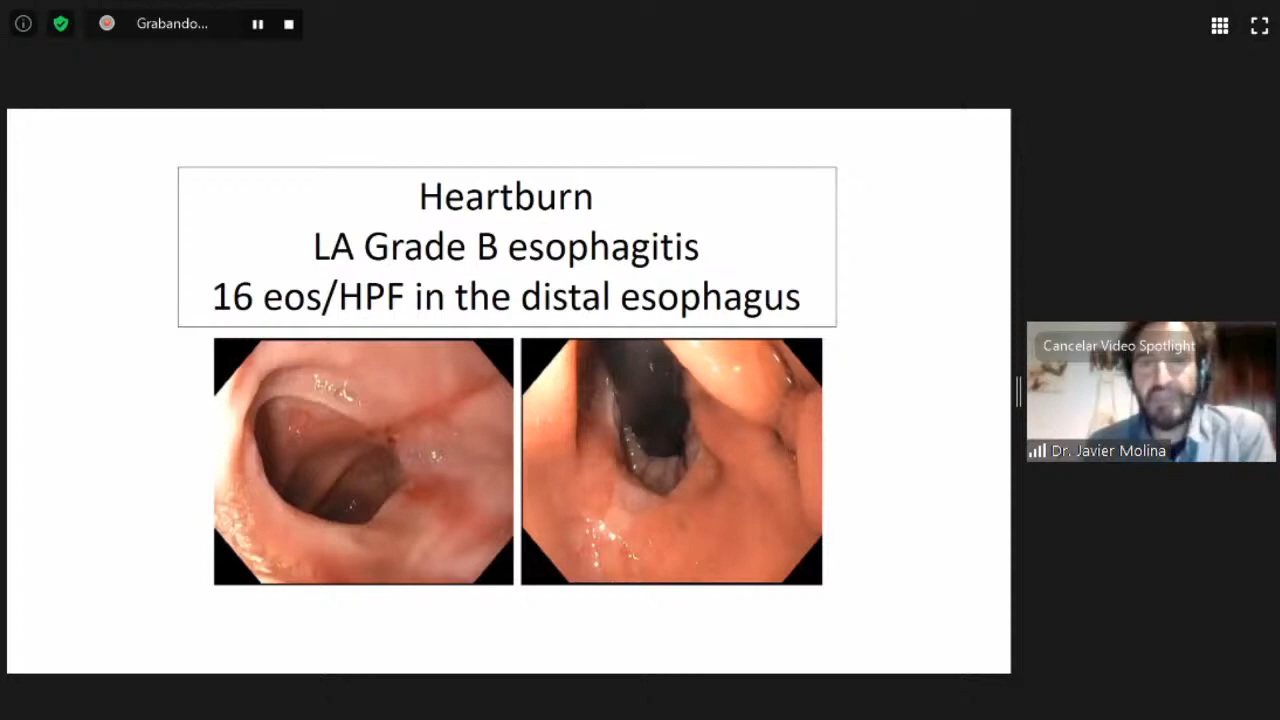 Grabando...
Heartburn
LA Grade B esophagitis
16 eos/HPF in the distal esophagus
Cancelar Video Spotlight
Dr. Javier Molina